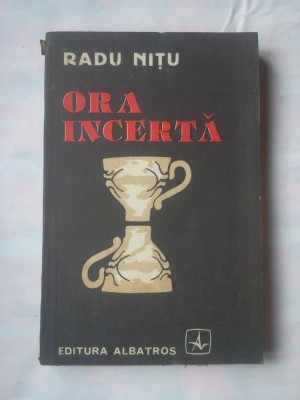 RADU NIȚU
ORA
INCERTĂ
EDITURA ALBATROS